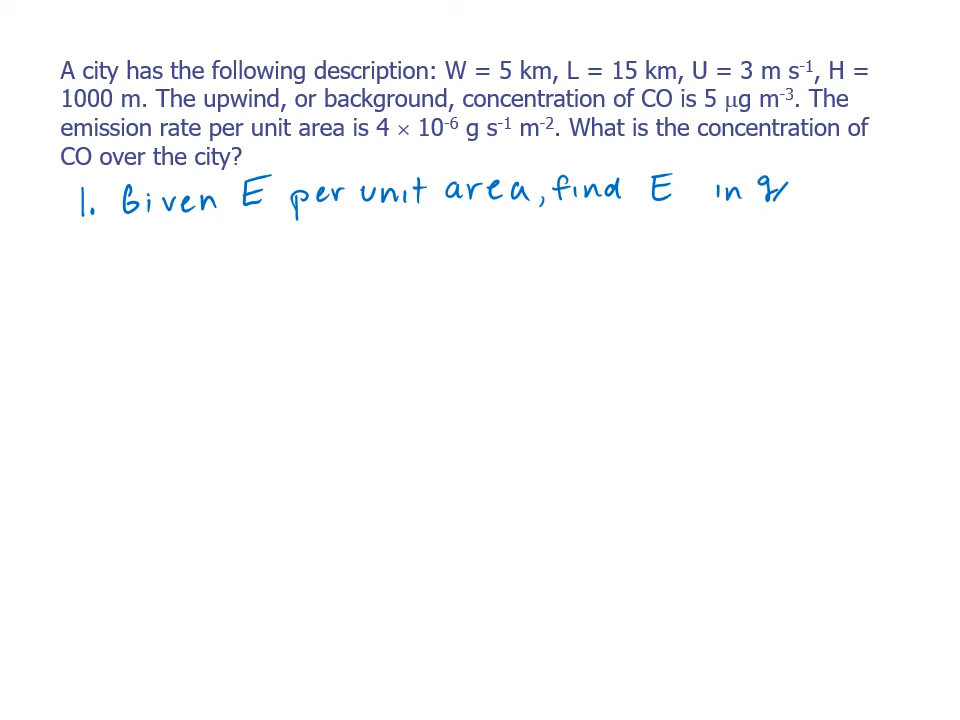 A city has the following description: W = 5 km, L = 15 km, U = 3 m s⁻¹, H =
1000 m. The upwind, or background, concentration of CO is 5 μg m⁻³. The
emission rate per unit area is 4 × 10⁻⁶ g s⁻¹ m⁻². What is the concentration of
CO over the city?
1. Given E per unit area, find E in g/